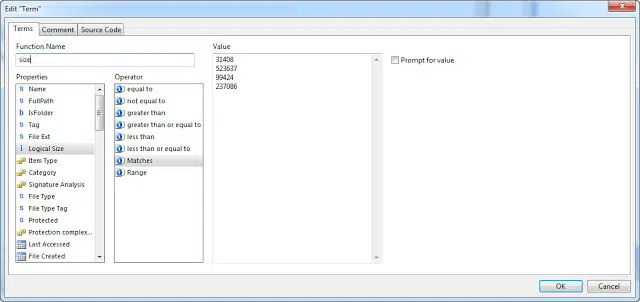 Edit "Term"
Terms
Comment
Source Code
Function Name
size
Properties
Name
FullPath
IsFolder
Tag
File Ext
Logical Size
Item Type
Category
Signature Analysis
File Type
File Type Tag
Protected
Protection complex...
Last Accessed
File Created
Operator
equal to
not equal to
greater than
greater than or equal to
less than
less than or equal to
Matches
Range
Value
31408
523637
99424
237086
Prompt for value
OK
Cancel